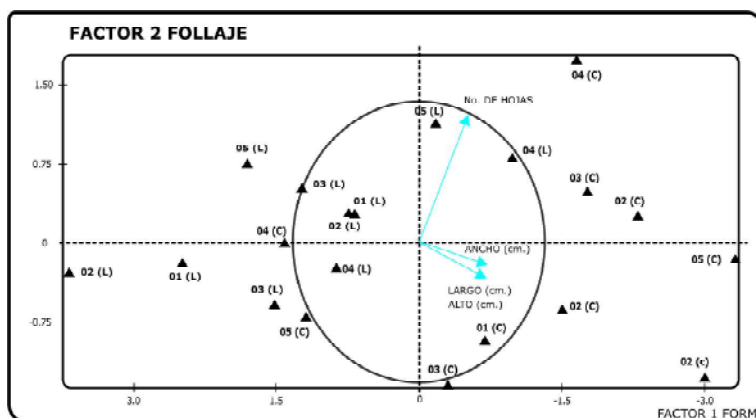 FACTOR 2 FOLLAJE
04 (C)
1.50
No. DE HOJAS
05 (L)
05 (L)
0.75
04 (L)
03 (L)
03 (C)
01 (L)
02 (C)
02 (L)
04 (C)
0
ANCHO (cm.)
05 (C)
02 (L)
01 (L)
04 (L)
LARGO (cm.)
ALTO (cm.)
03 (L)
02 (C)
05 (C)
01 (C)
-0.75
03 (C)
02 (c)
3.0
1.5
0
-1.5
-3.0
FACTOR 1 FORM